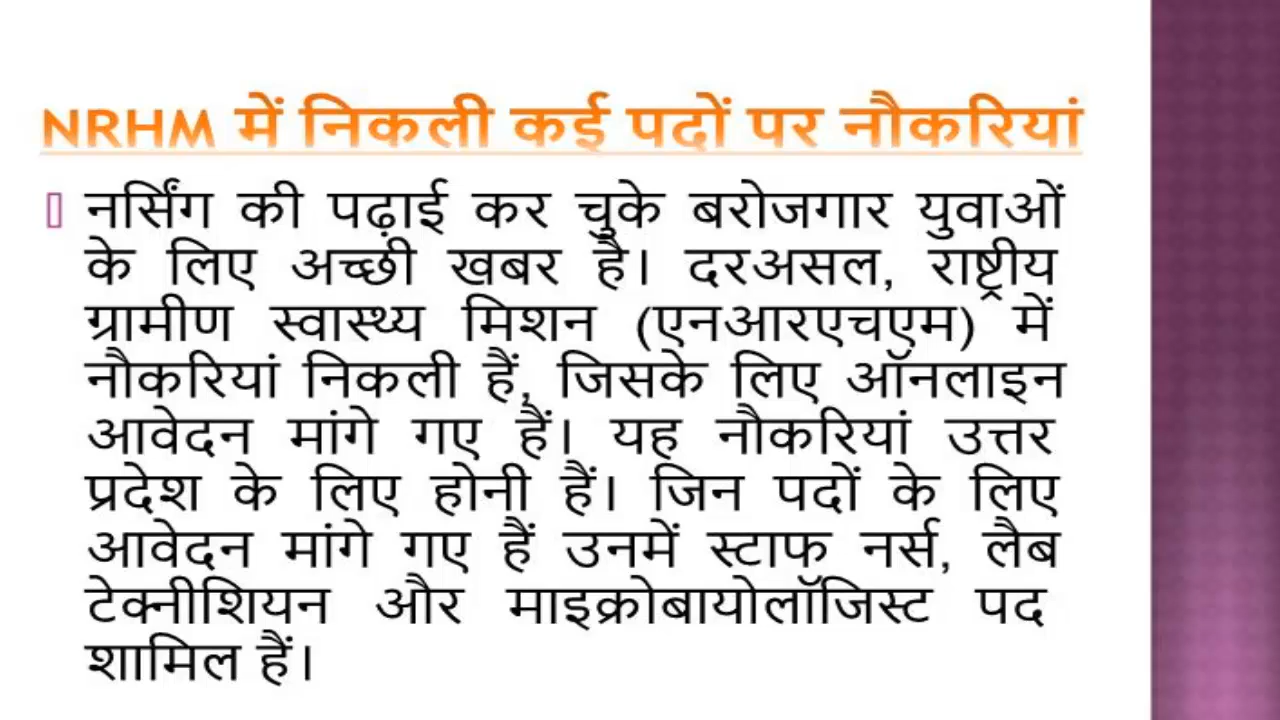 NRHM में निकली कई पदों पर नौकरियां
नर्सिंग की पढ़ाई कर चुके बरोजगार युवाओं
के लिए अच्छी खबर है। दरअसल, राष्ट्रीय
ग्रामीण स्वास्थ्य मिशन (एनआरएचएम) में
नौकरियां निकली हैं, जिसके लिए ऑनलाइन
आवेदन मांगे गए हैं। यह नौकरियां उत्तर
प्रदेश के लिए होनी हैं। जिन पदों के लिए
आवेदन मांगे गए हैं उनमें स्टाफ नर्स, लैब
टेक्नीशियन और माइक्रोबायोलॉजिस्ट पद
शामिल हैं।